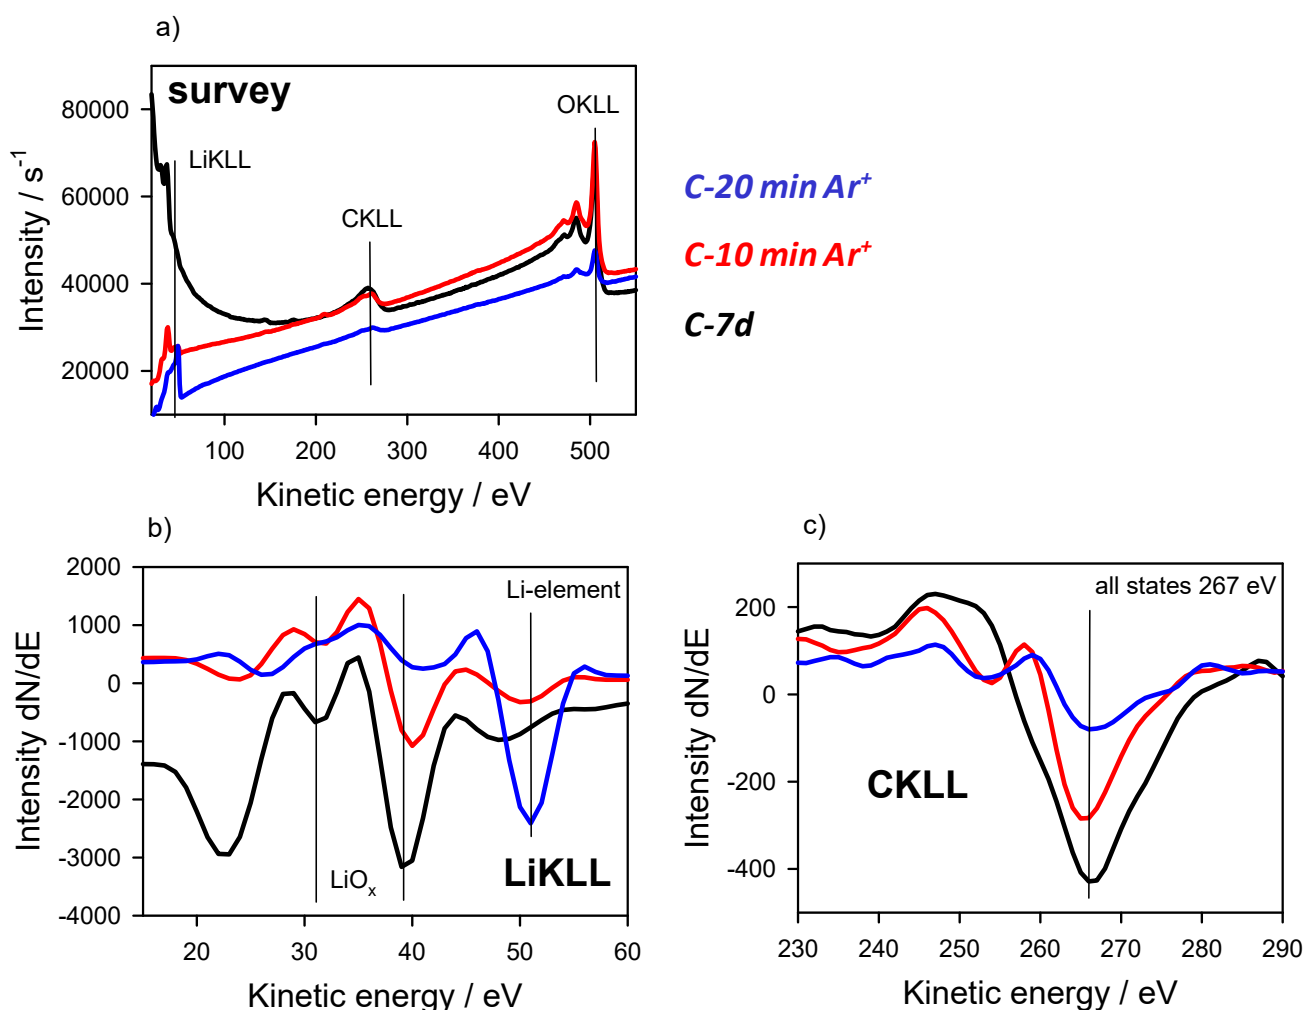 a)
survey
OKLL
LiKLL
CKLL
80000
60000
40000
20000
Intensity / s⁻¹
100 200 300 400 500
Kinetic energy / eV
C-20 min Ar⁺
C-10 min Ar⁺
C-7d
b)
2000
1000
0
-1000
-2000
-3000
-4000
Intensity dN/dE
Li-element
LiOₓ
LiKLL
20 30 40 50 60
Kinetic energy / eV
c)
200
0
-200
-400
Intensity dN/dE
all states 267 eV
CKLL
230 240 250 260 270 280 290
Kinetic energy / eV